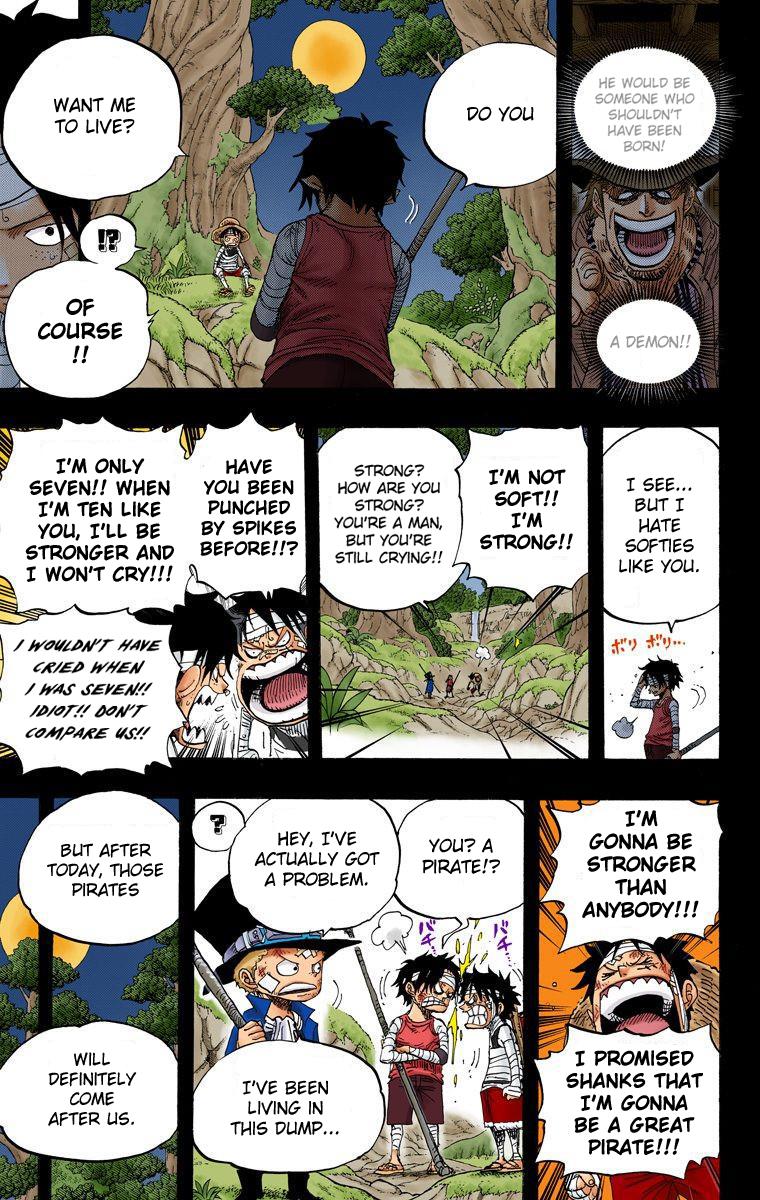 HE WOULD BE
SOMEONE WHO
SHOULDN'T
HAVE BEEN
BORN!
A DEMON!!
DO YOU
WANT ME
TO LIVE?
!?
OF
COURSE
!!
I SEE...
BUT I
HATE
SOFTIES
LIKE YOU.
ボリ ボリ...
I'M NOT
SOFT!!
I'M
STRONG!!
STRONG?
HOW ARE YOU
STRONG?
YOU'RE A MAN,
BUT YOU'RE
STILL CRYING!!
HAVE
YOU BEEN
PUNCHED
BY SPIKES
BEFORE!!?
I'M ONLY
SEVEN!! WHEN
I'M TEN LIKE
YOU, I'LL BE
STRONGER AND
I WON'T CRY!!!
I WOULDN'T HAVE
CRIED WHEN
I WAS SEVEN!!
IDIOT!! DON'T
COMPARE US!!
I'M
GONNA BE
STRONGER
THAN
ANYBODY!!!
I PROMISED
SHANKS THAT
I'M GONNA
BE A GREAT
PIRATE!!!
YOU? A
PIRATE!?
バチ
バチ
HEY, I'VE
ACTUALLY GOT
A PROBLEM.
?
I'VE BEEN
LIVING IN
THIS DUMP...
BUT AFTER
TODAY, THOSE
PIRATES
WILL
DEFINITELY
COME
AFTER US.